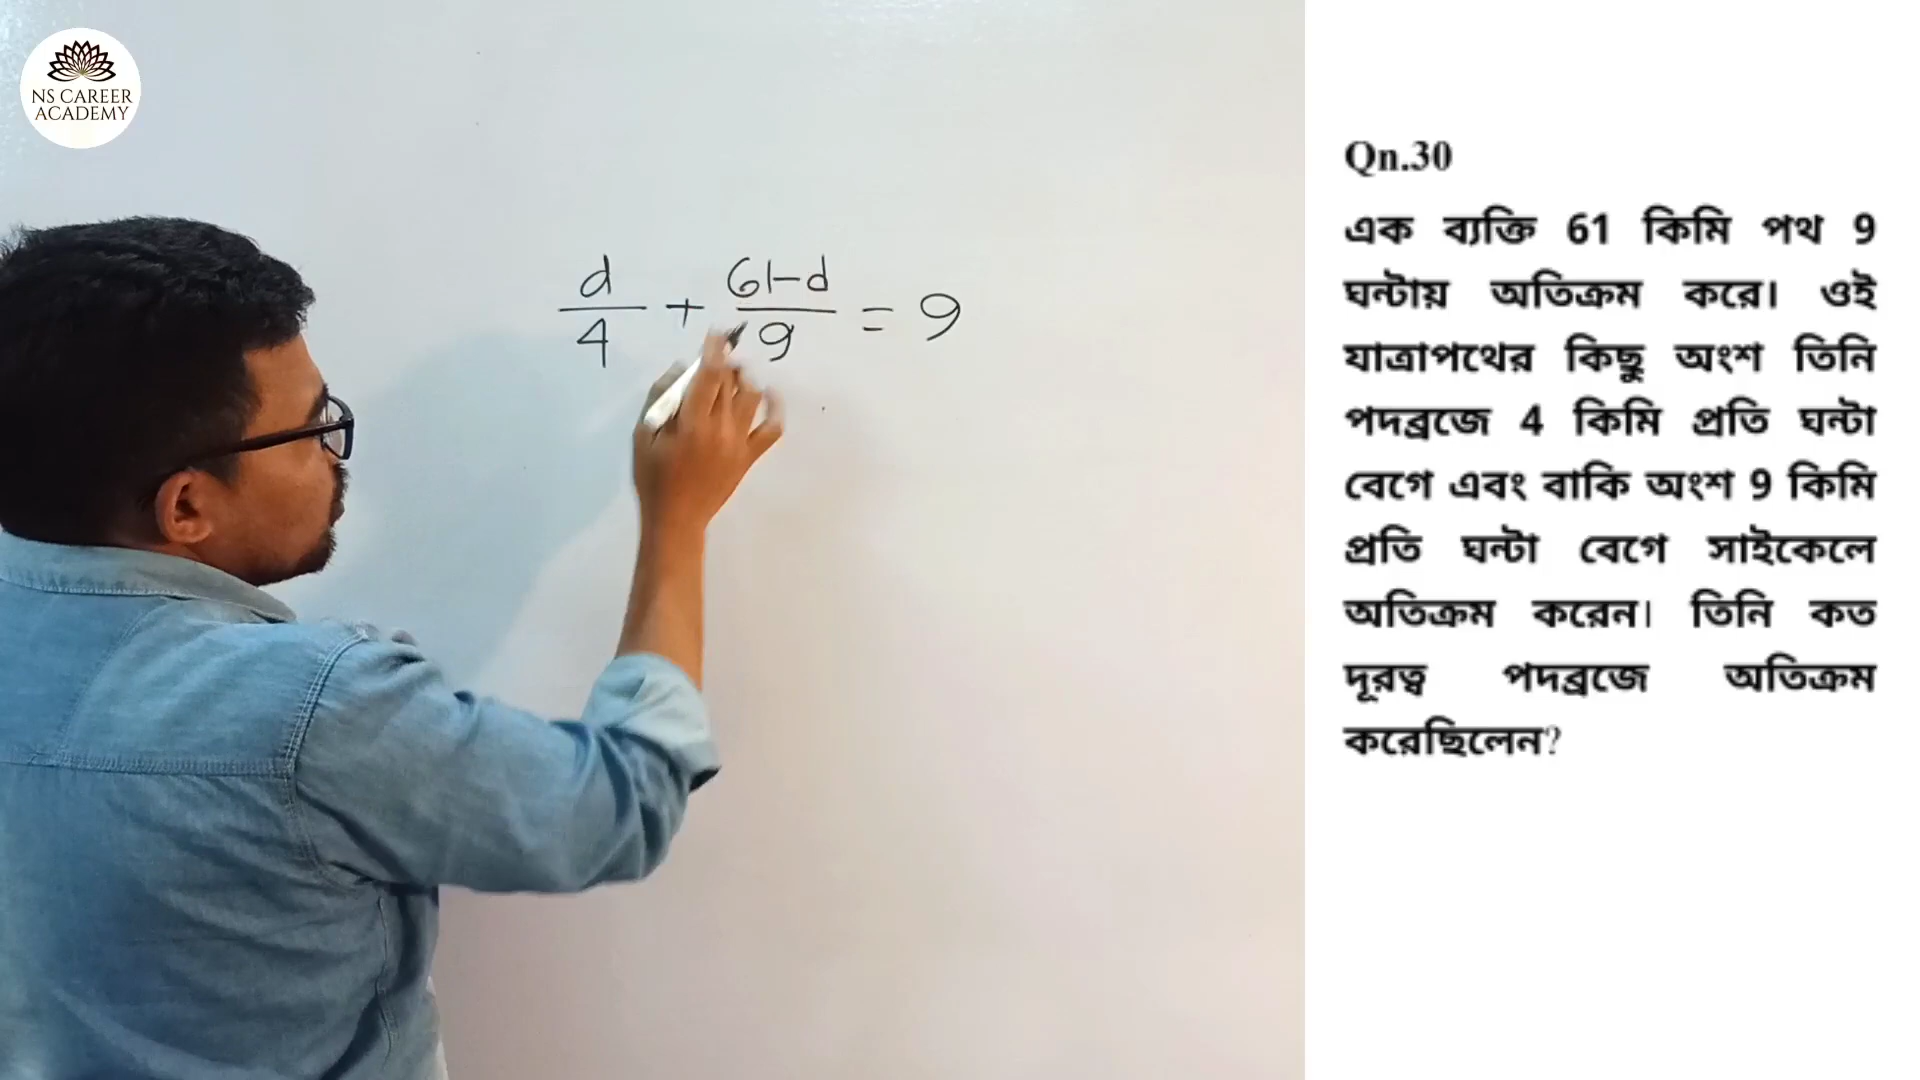 NS CAREER
ACADEMY
d/4 + 61-d/9 = 9
Qn.30
এক ব্যক্তি 61 কিমি পথ 9
ঘন্টায় অতিক্রম করে। ওই
যাত্রাপথের কিছু অংশ তিনি
পদব্রজে 4 কিমি প্রতি ঘন্টা
বেগে এবং বাকি অংশ 9 কিমি
প্রতি ঘন্টা বেগে সাইকেলে
অতিক্রম করেন। তিনি কত
দূরত্ব পদব্রজে অতিক্রম
করেছিলেন?